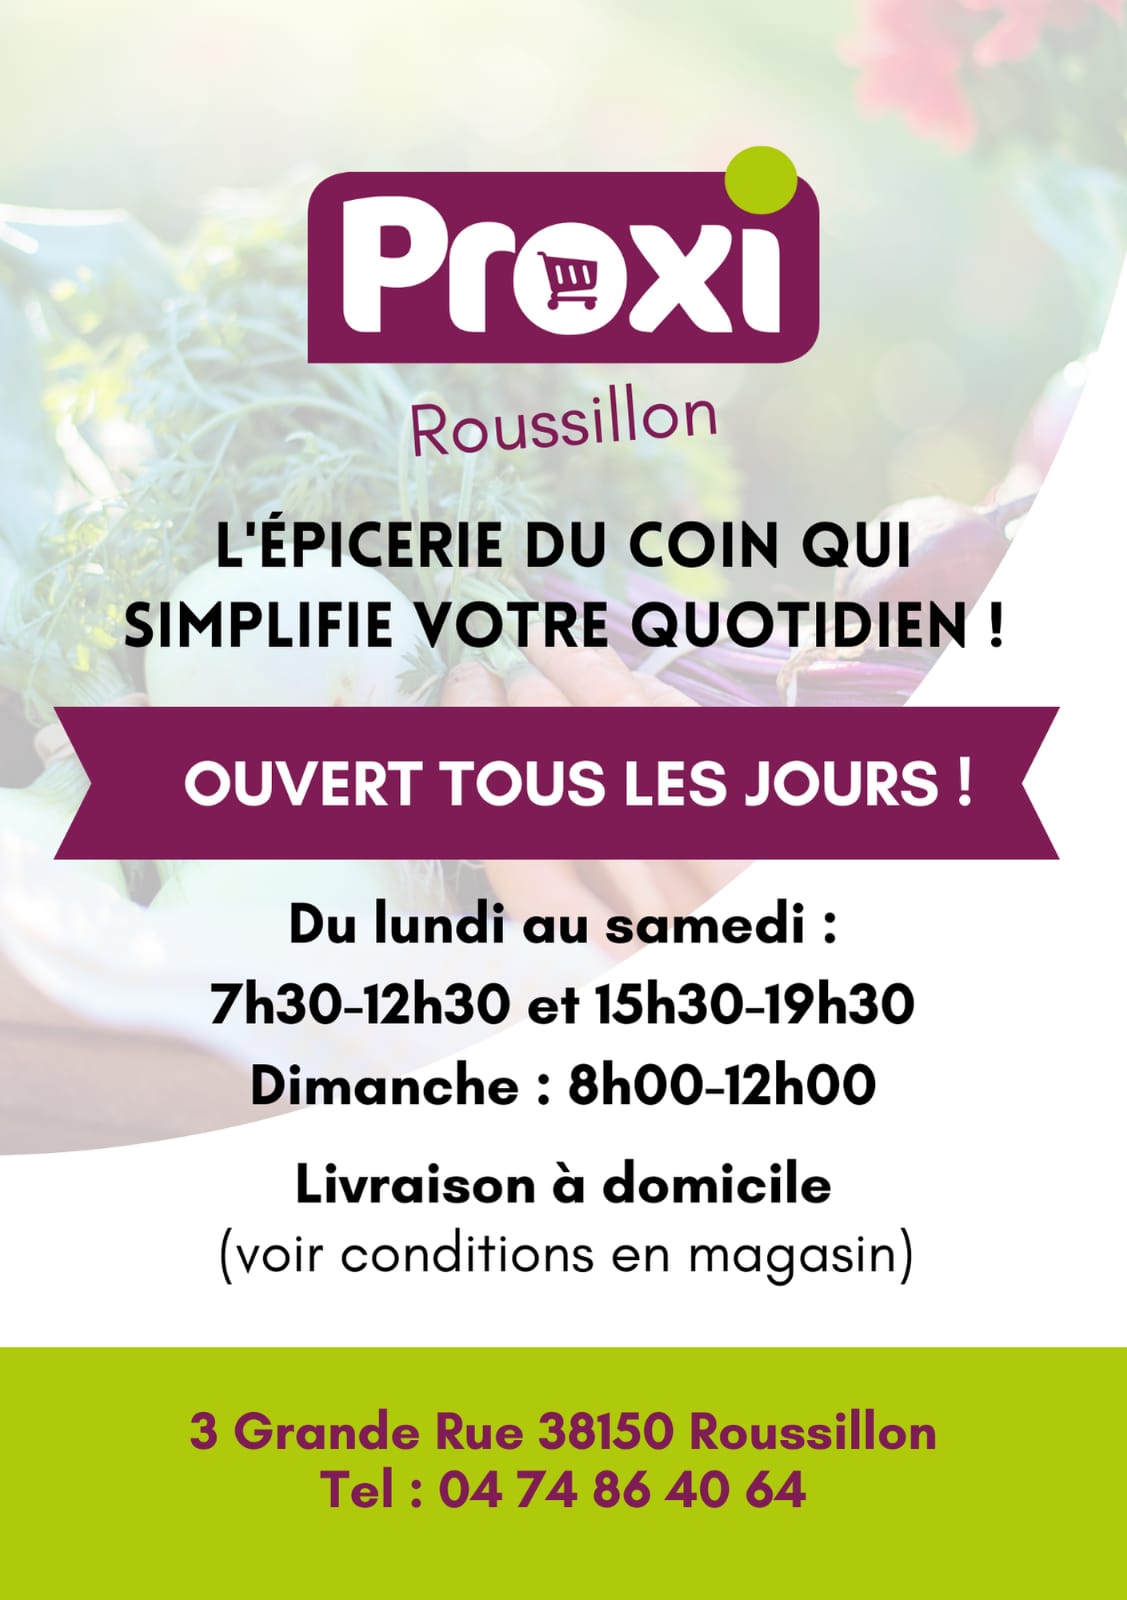 Proxi
Roussillon
L'ÉPICERIE DU COIN QUI
SIMPLIFIE VOTRE QUOTIDIEN !
OUVERT TOUS LES JOURS !
Du lundi au samedi :
7h30-12h30 et 15h30-19h30
Dimanche : 8h00-12h00
Livraison à domicile
(voir conditions en magasin)
3 Grande Rue 38150 Roussillon
Tel : 04 74 86 40 64